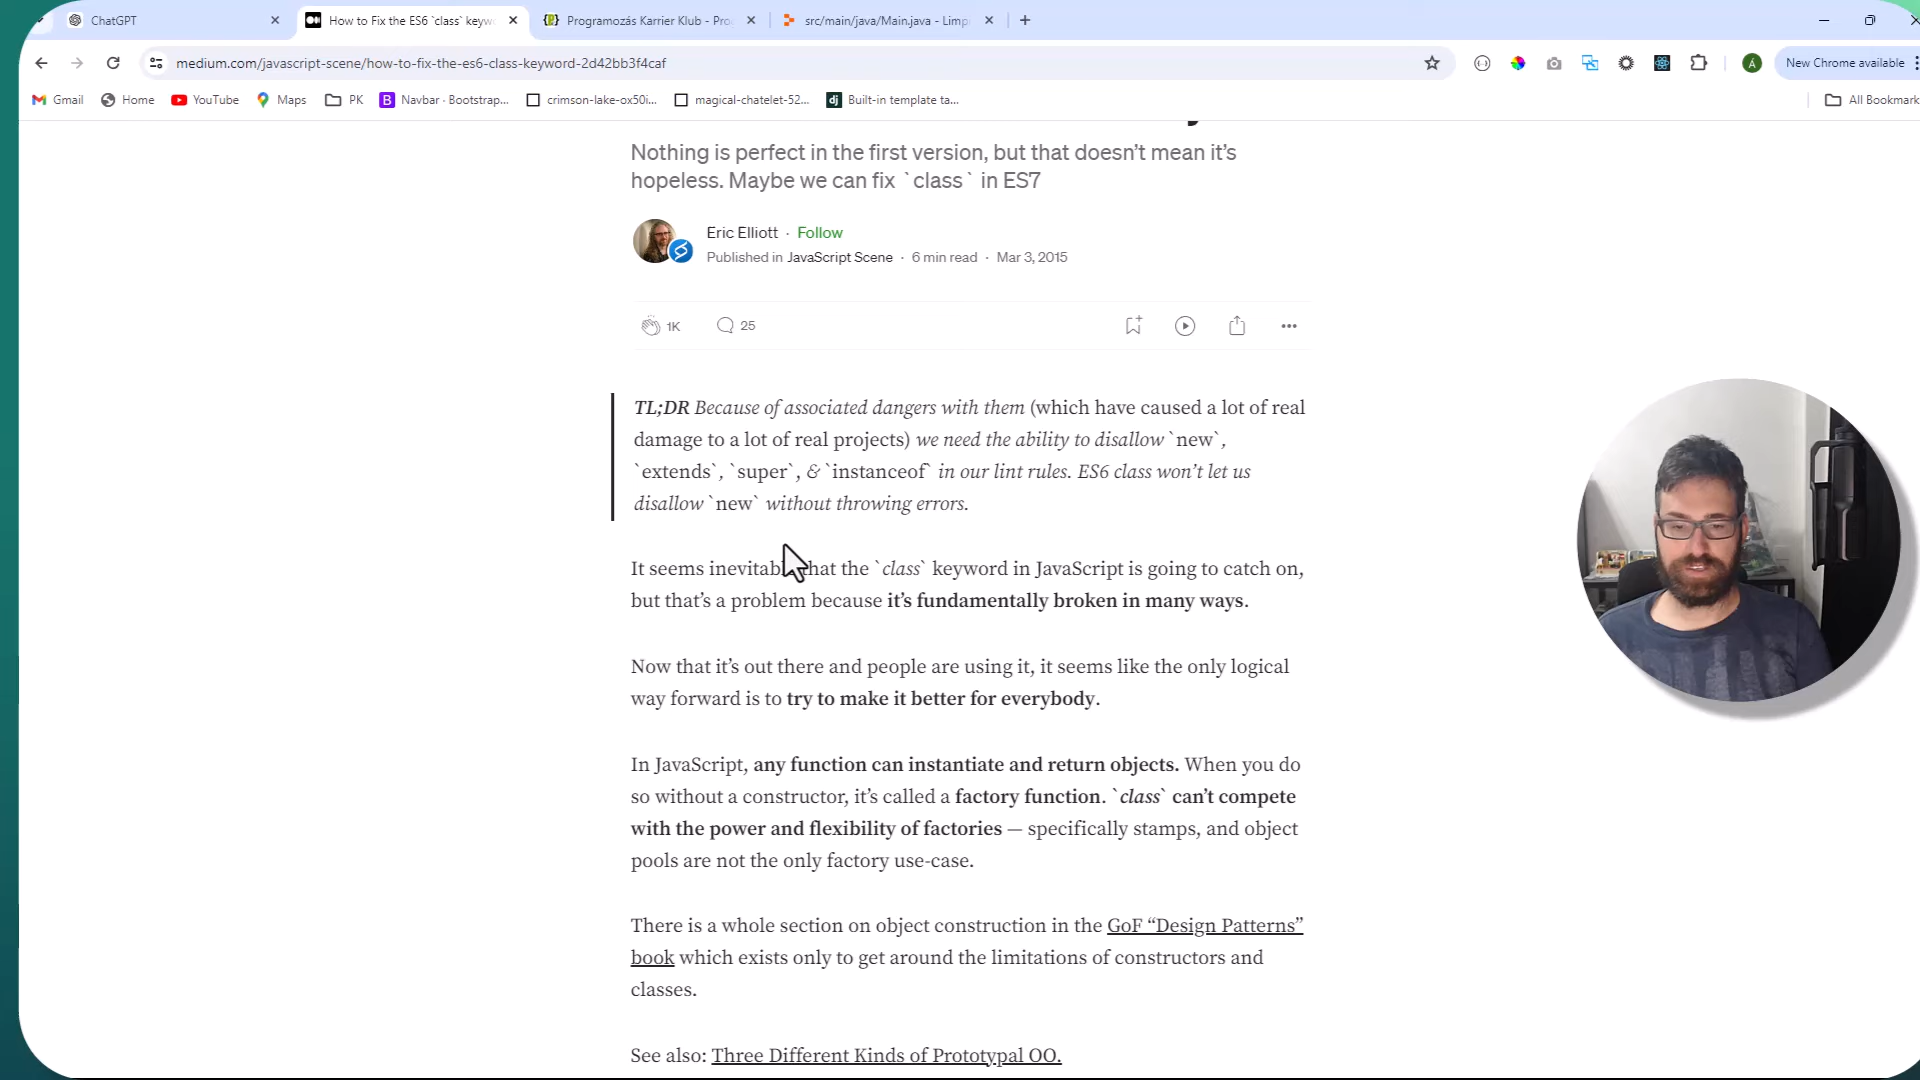 ChatGPT
How to Fix the ES6 `class` keyw
Programozás Karrier Klub - Pro
src/main/java/Main.java - Limp
medium.com/javascript-scene/how-to-fix-the-es6-class-keyword-2d42bb3f4caf
Á
New Chrome available
Gmail
Home
YouTube
Maps
PK
B
Navbar · Bootstrap...
crimson-lake-ox50i...
magical-chatelet-52...
dj
Built-in template ta...
All Bookmark
Nothing is perfect in the first version, but that doesn’t mean it’s
hopeless. Maybe we can fix `class` in ES7
Eric Elliott · Follow
Published in JavaScript Scene · 6 min read · Mar 3, 2015
1K
25
TL;DR Because of associated dangers with them (which have caused a lot of real
damage to a lot of real projects) we need the ability to disallow `new`,
`extends`, `super`, & `instanceof` in our lint rules. ES6 class won’t let us
disallow `new` without throwing errors.
It seems that the `class` keyword in JavaScript is going to catch on,
but that’s a problem because it’s fundamentally broken in many ways.
Now that it’s out there and people are using it, it seems like the only logical
way forward is to try to make it better for everybody.
In JavaScript, any function can instantiate and return objects. When you do
so without a constructor, it’s called a factory function. `class` can’t compete
with the power and flexibility of factories — specifically stamps, and object
pools are not the only factory use-case.
There is a whole section on object construction in the GoF “Design Patterns”
book which exists only to get around the limitations of constructors and
classes.
See also: Three Different Kinds of Prototypal OO.